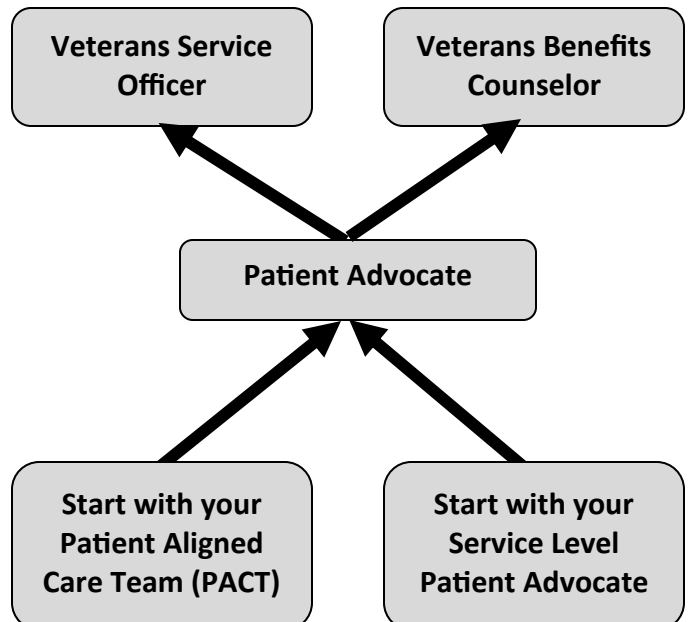 Veterans Service
Officer
Veterans Benefits
Counselor
Patient Advocate
Start with your
Patient Aligned
Care Team (PACT)
Start with your
Service Level
Patient Advocate